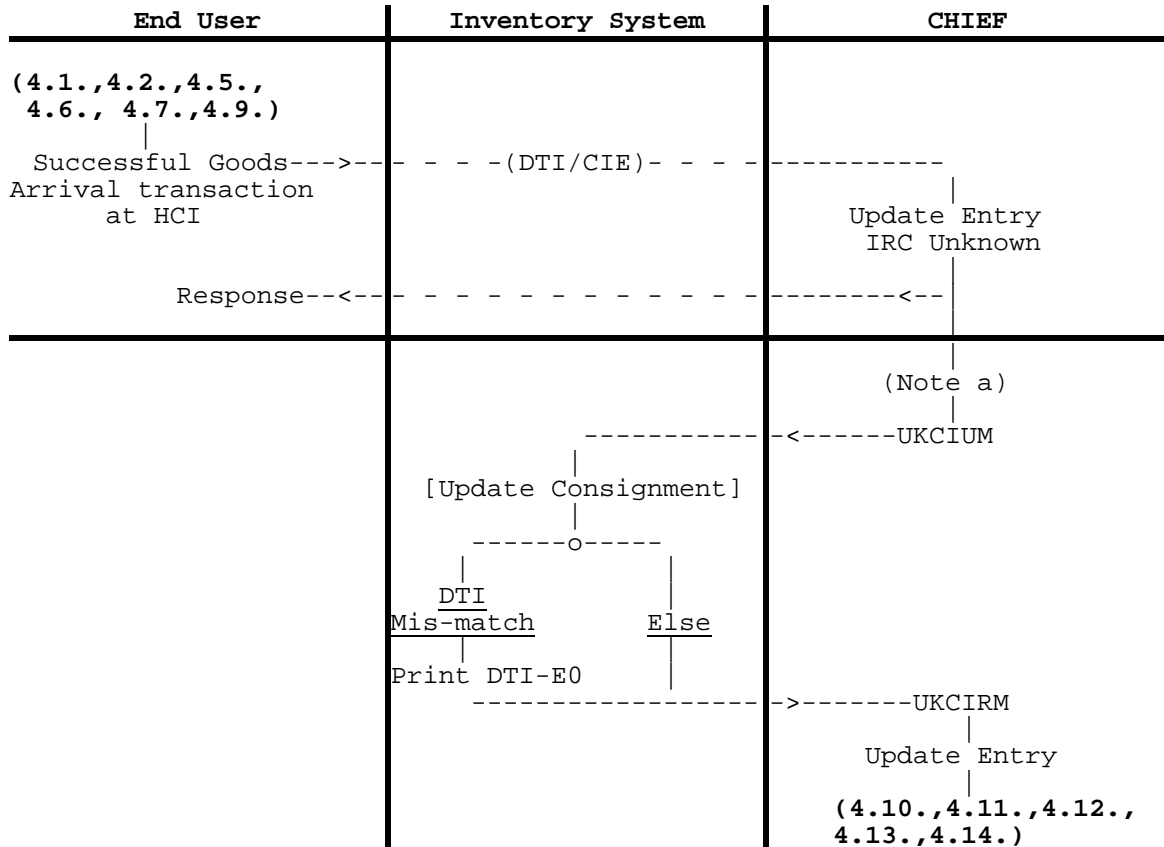 End User Inventory System CHIEF
(4.1.,4.2.,4.5.,
4.6., 4.7.,4.9.)
Successful Goods--->-- - - - -(DTI/CIE)- - - - -----------
Arrival transaction
at HCI
Update Entry
IRC Unknown
Response--<-- - - - - - - - - - - - - --------<--
(Note a)
-----------<------UKCIUM
[Update Consignment]
------o-----
DTI
Mis-match Else
Print DTI-E0
------------------->-------UKCIRM
Update Entry
(4.10.,4.11.,4.12.,
4.13.,4.14.)